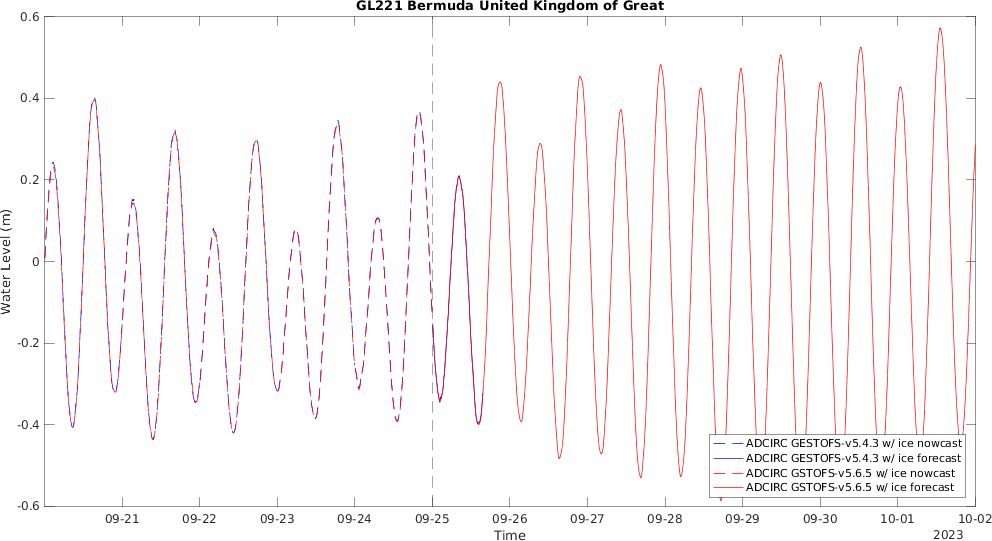 GL221 Bermuda United Kingdom of Great
0.6
0.4
0.2
0
-0.2
-0.4
-0.6
Water Level (m)
ADCIRC GESTOFS-v5.4.3 w/ ice nowcast
ADCIRC GESTOFS-v5.4.3 w/ ice forecast
ADCIRC GSTOFS-v5.6.5 w/ ice nowcast
ADCIRC GSTOFS-v5.6.5 w/ ice forecast
09-21 09-22 09-23 09-24 09-25 09-26 09-27 09-28 09-29 09-30 10-01 10-02
Time
2023